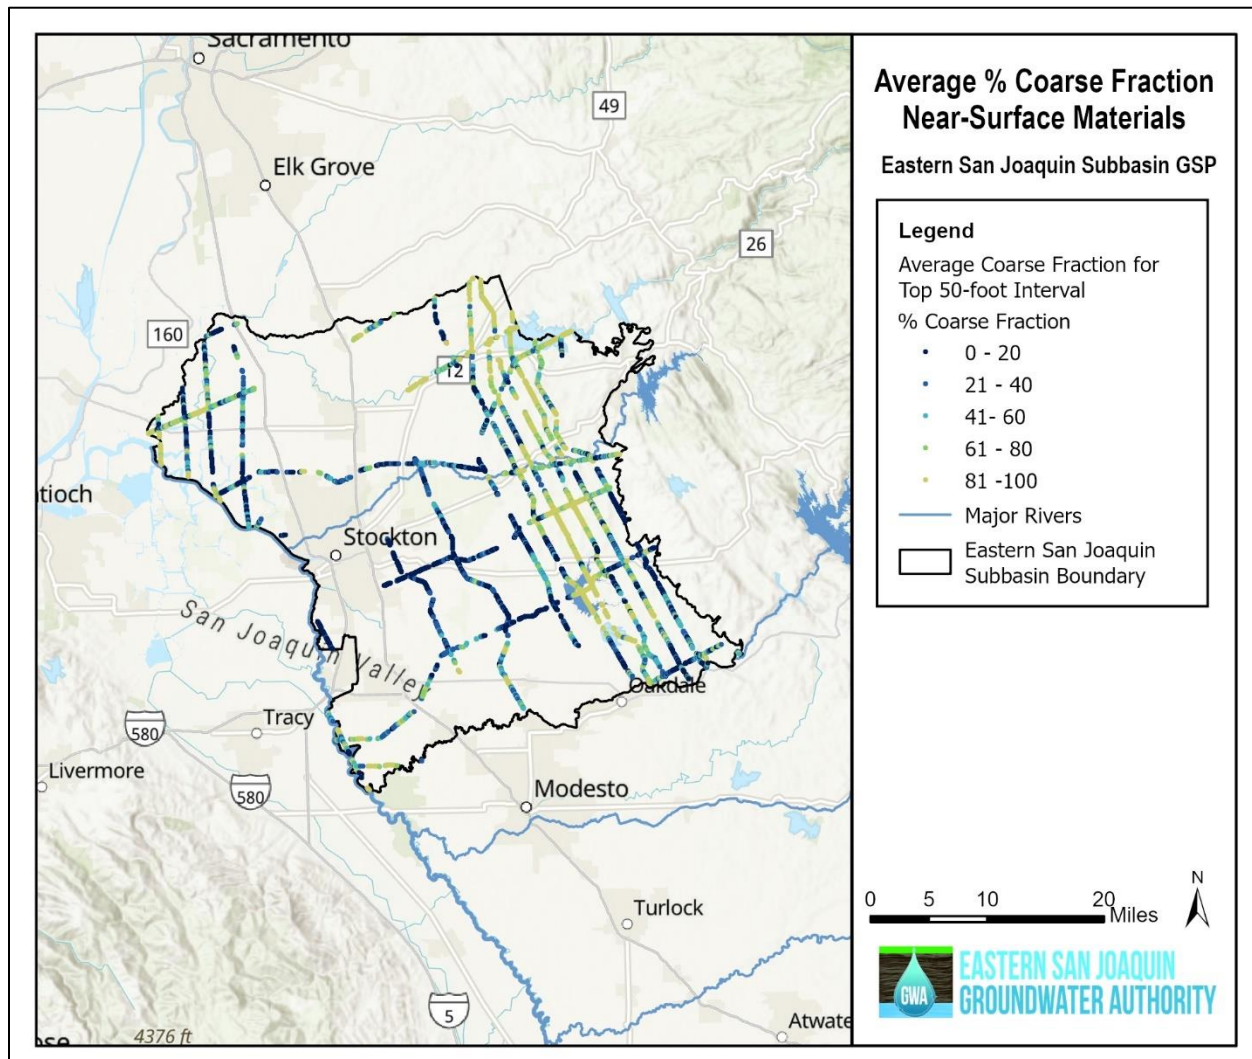 Sacramento
49
Elk Grove
26
160
12
ntioch
Stockton
San Joaquin Valley
Oakdale
Tracy
580
Livermore
580
Modesto
Turlock
5
Atwate
4376 ft
ose
Average % Coarse Fraction
Near-Surface Materials
Eastern San Joaquin Subbasin GSP
Legend
Average Coarse Fraction for
Top 50-foot Interval
% Coarse Fraction
0 - 20
21 - 40
41- 60
61 - 80
81 -100
Major Rivers
Eastern San Joaquin
Subbasin Boundary
N
0 5 10 20
Miles
GWA
EASTERN SAN JOAQUIN
GROUNDWATER AUTHORITY